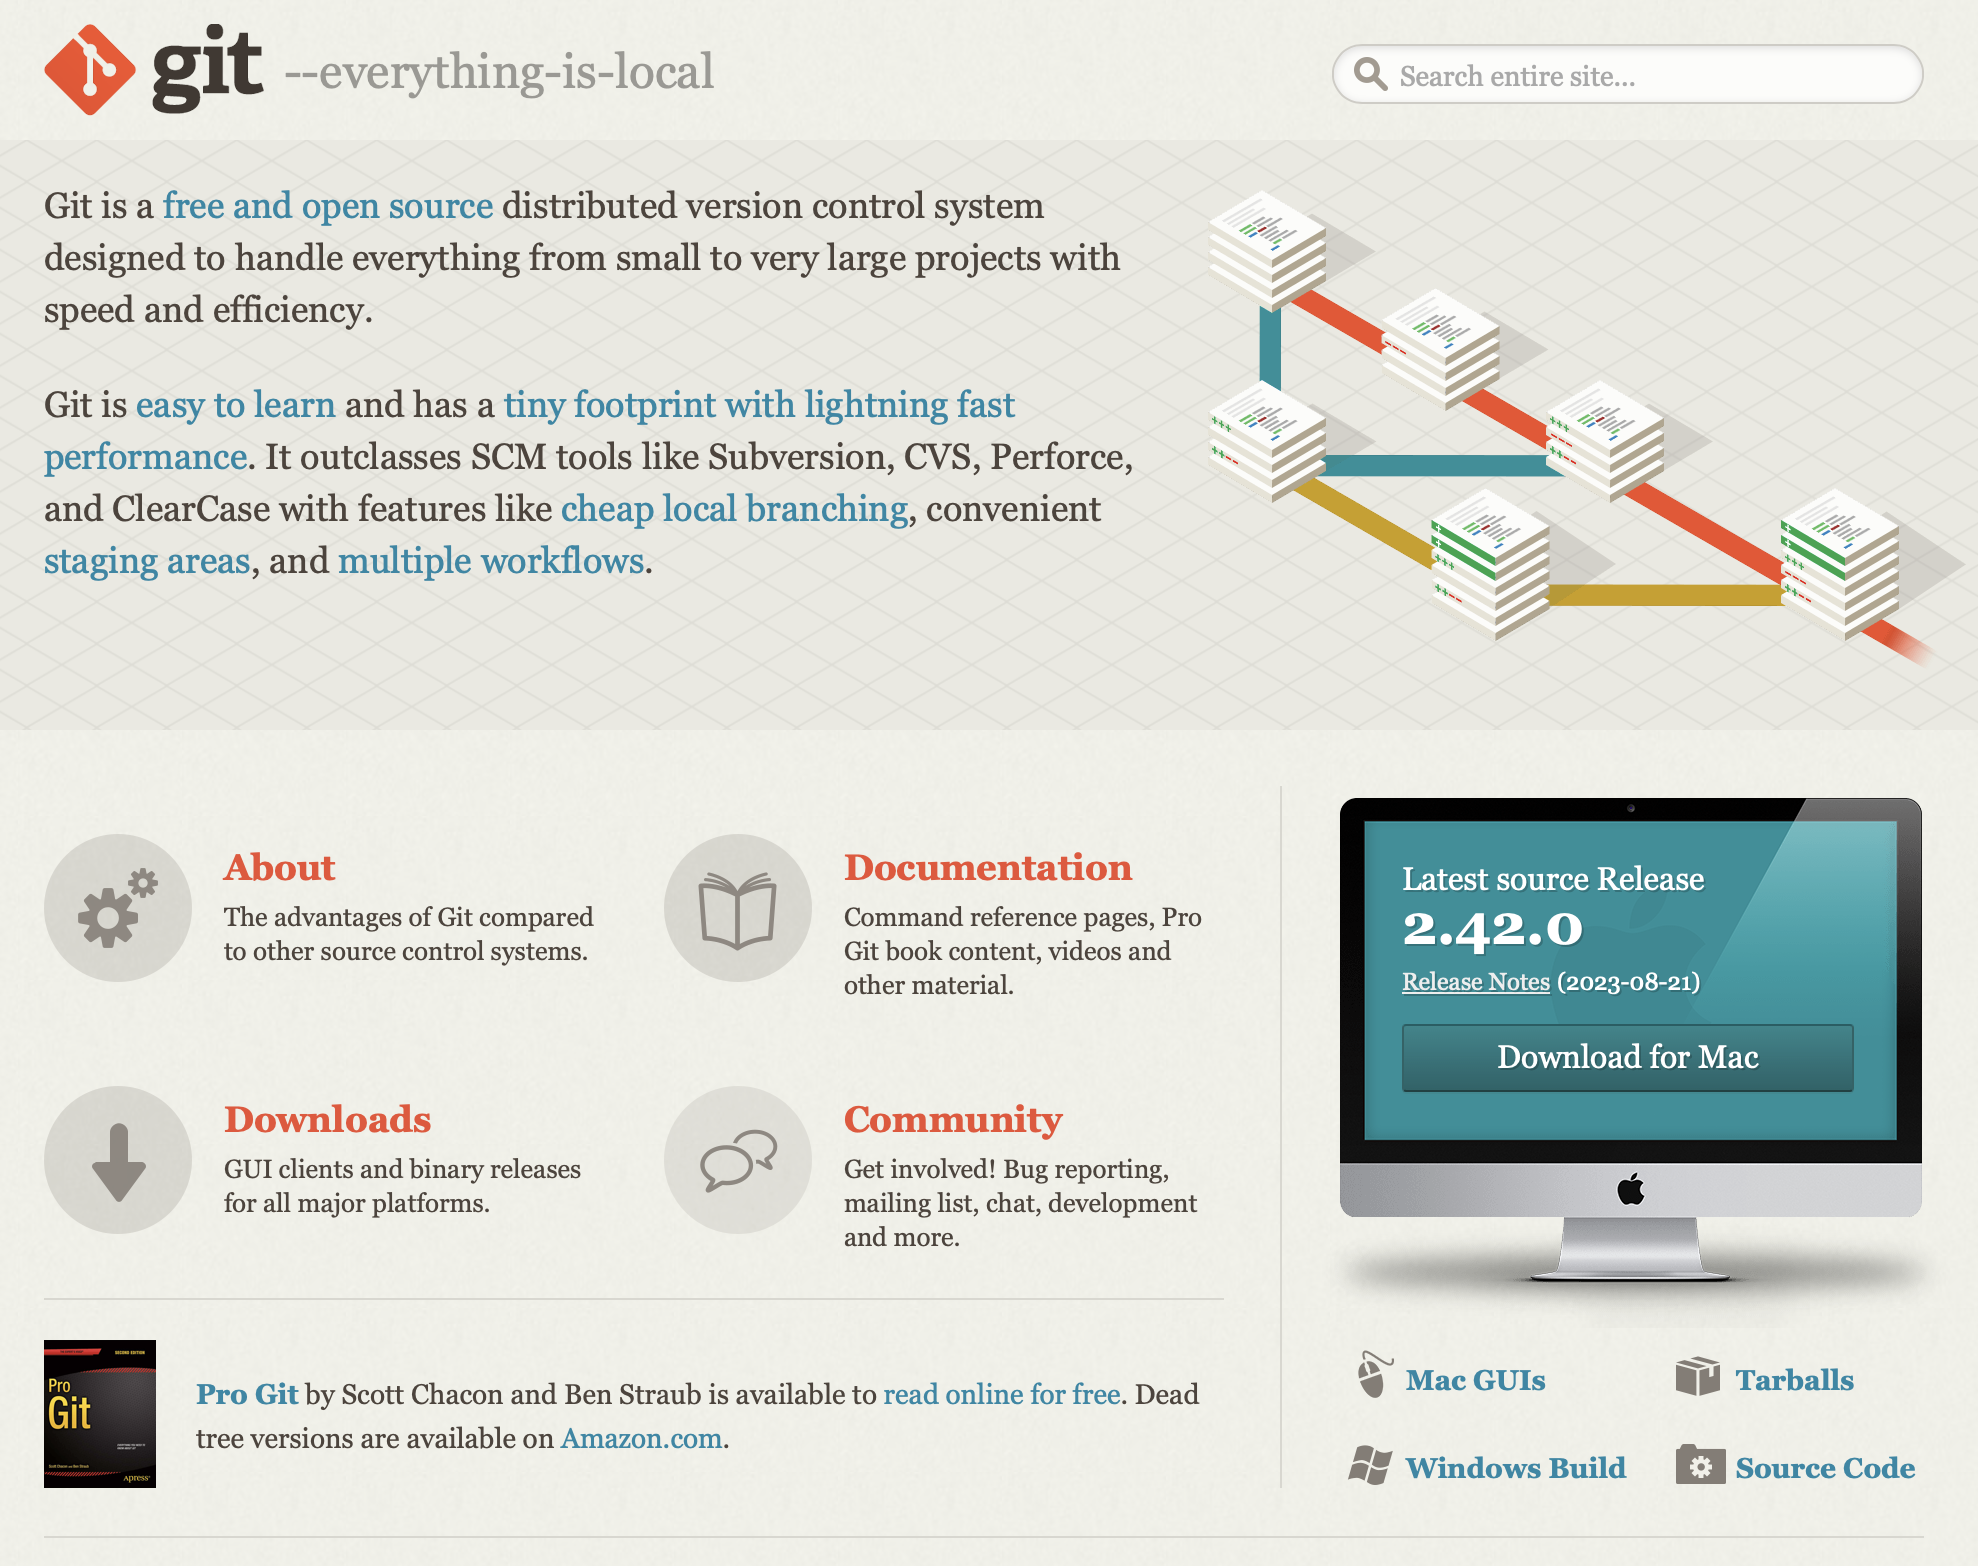 git --everything-is-local
Search entire site...
Git is a free and open source distributed version control system
designed to handle everything from small to very large projects with
speed and efficiency.
Git is easy to learn and has a tiny footprint with lightning fast
performance. It outclasses SCM tools like Subversion, CVS, Perforce,
and ClearCase with features like cheap local branching, convenient
staging areas, and multiple workflows.
About
The advantages of Git compared
to other source control systems.
Documentation
Command reference pages, Pro
Git book content, videos and
other material.
Downloads
GUI clients and binary releases
for all major platforms.
Community
Get involved! Bug reporting,
mailing list, chat, development
and more.
SECOND EDITION
Pro
Git
Scott Chacon and Ben Straub
Apress®
Pro Git by Scott Chacon and Ben Straub is available to read online for free. Dead
tree versions are available on Amazon.com.
Latest source Release
2.42.0
Release Notes (2023-08-21)
Download for Mac
Mac GUIs
Tarballs
Windows Build
Source Code